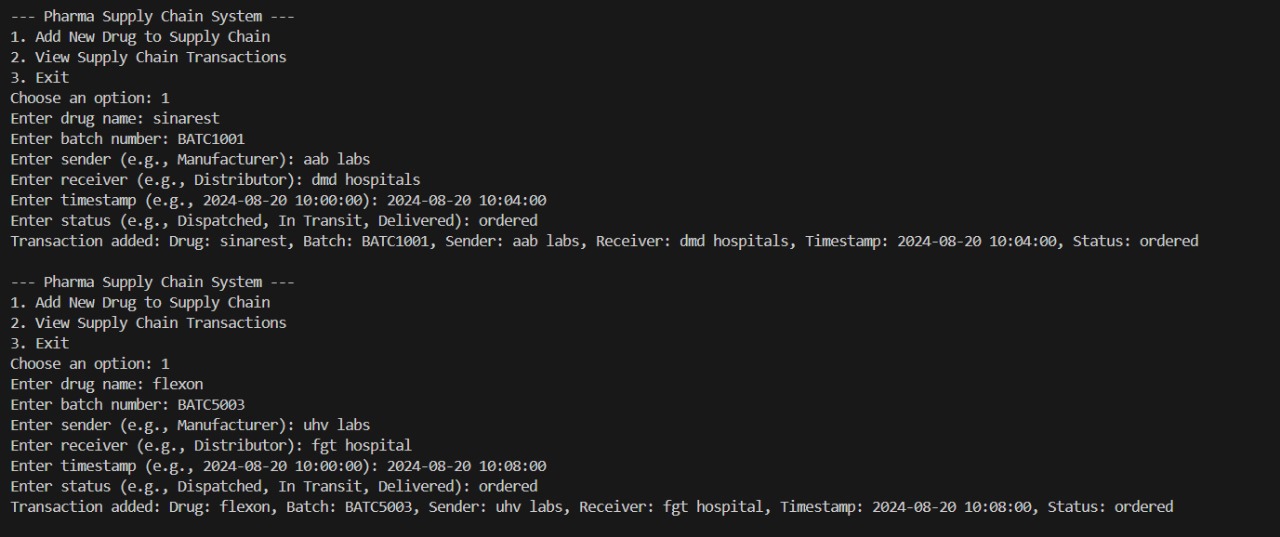 --- Pharma Supply Chain System ---
1. Add New Drug to Supply Chain
2. View Supply Chain Transactions
3. Exit
Choose an option: 1
Enter drug name: sinarest
Enter batch number: BATC1001
Enter sender (e.g., Manufacturer): aab labs
Enter receiver (e.g., Distributor): dmd hospitals
Enter timestamp (e.g., 2024-08-20 10:00:00): 2024-08-20 10:04:00
Enter status (e.g., Dispatched, In Transit, Delivered): ordered
Transaction added: Drug: sinarest, Batch: BATC1001, Sender: aab labs, Receiver: dmd hospitals, Timestamp: 2024-08-20 10:04:00, Status: ordered
--- Pharma Supply Chain System ---
1. Add New Drug to Supply Chain
2. View Supply Chain Transactions
3. Exit
Choose an option: 1
Enter drug name: flexon
Enter batch number: BATC5003
Enter sender (e.g., Manufacturer): uhv labs
Enter receiver (e.g., Distributor): fgt hospital
Enter timestamp (e.g., 2024-08-20 10:00:00): 2024-08-20 10:08:00
Enter status (e.g., Dispatched, In Transit, Delivered): ordered
Transaction added: Drug: flexon, Batch: BATC5003, Sender: uhv labs, Receiver: fgt hospital, Timestamp: 2024-08-20 10:08:00, Status: ordered